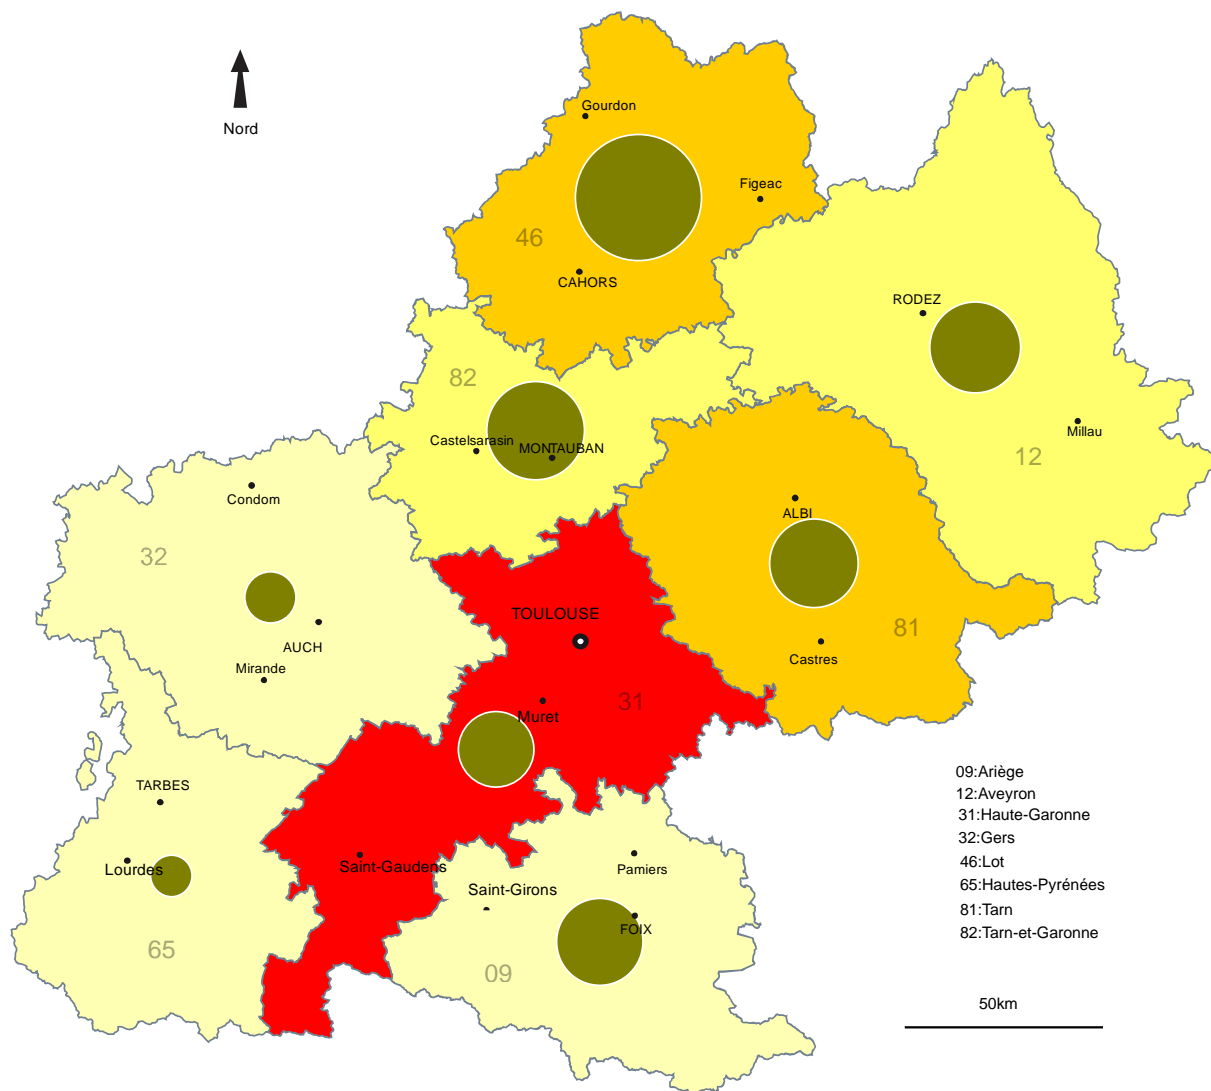 Gourdon
Nord
Figeac
46
CAHORS
RODEZ
82
Castelsarasin
MONTAUBAN
Millau
12
Condom
ALBI
32
TOULOUSE
81
AUCH
Castres
Mirande
31
Muret
TARBES
Lourdes
Saint-Gaudens
Pamiers
Saint-Girons
FOIX
65
09
09:Ariège
12:Aveyron
31:Haute-Garonne
32:Gers
46:Lot
65:Hautes-Pyrénées
81:Tarn
82:Tarn-et-Garonne
50km